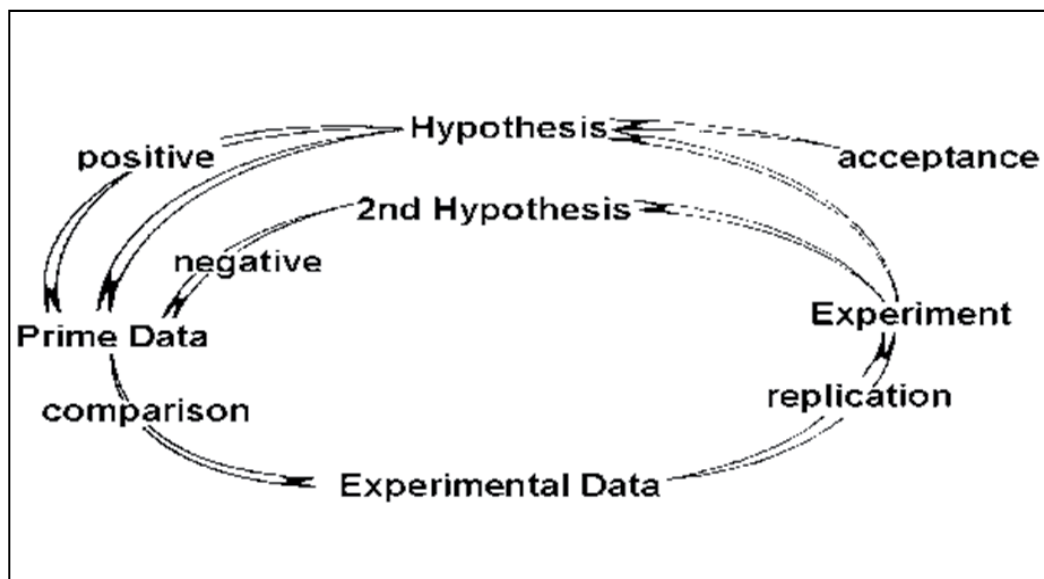 Hypothesis
positive
acceptance
2nd Hypothesis
negative
Experiment
Prime Data
replication
comparison
Experimental Data